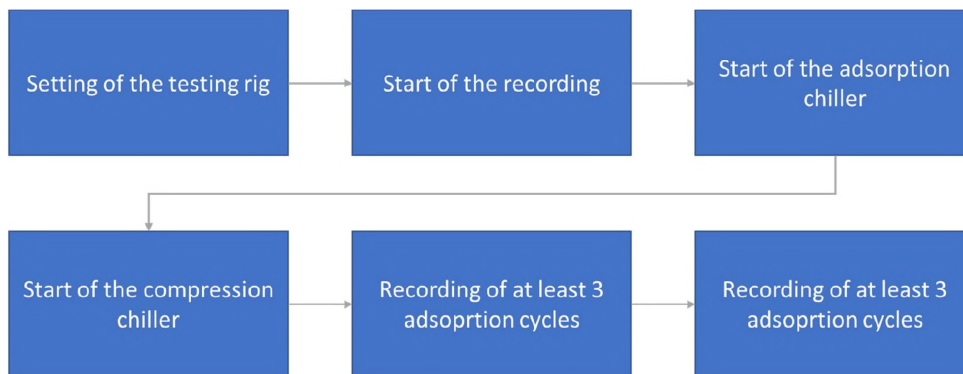 Setting of the testing rig
Start of the recording
Start of the adsorption
chiller
Start of the compression
chiller
Recording of at least 3
adsoprtion cycles
Recording of at least 3
adsoprtion cycles